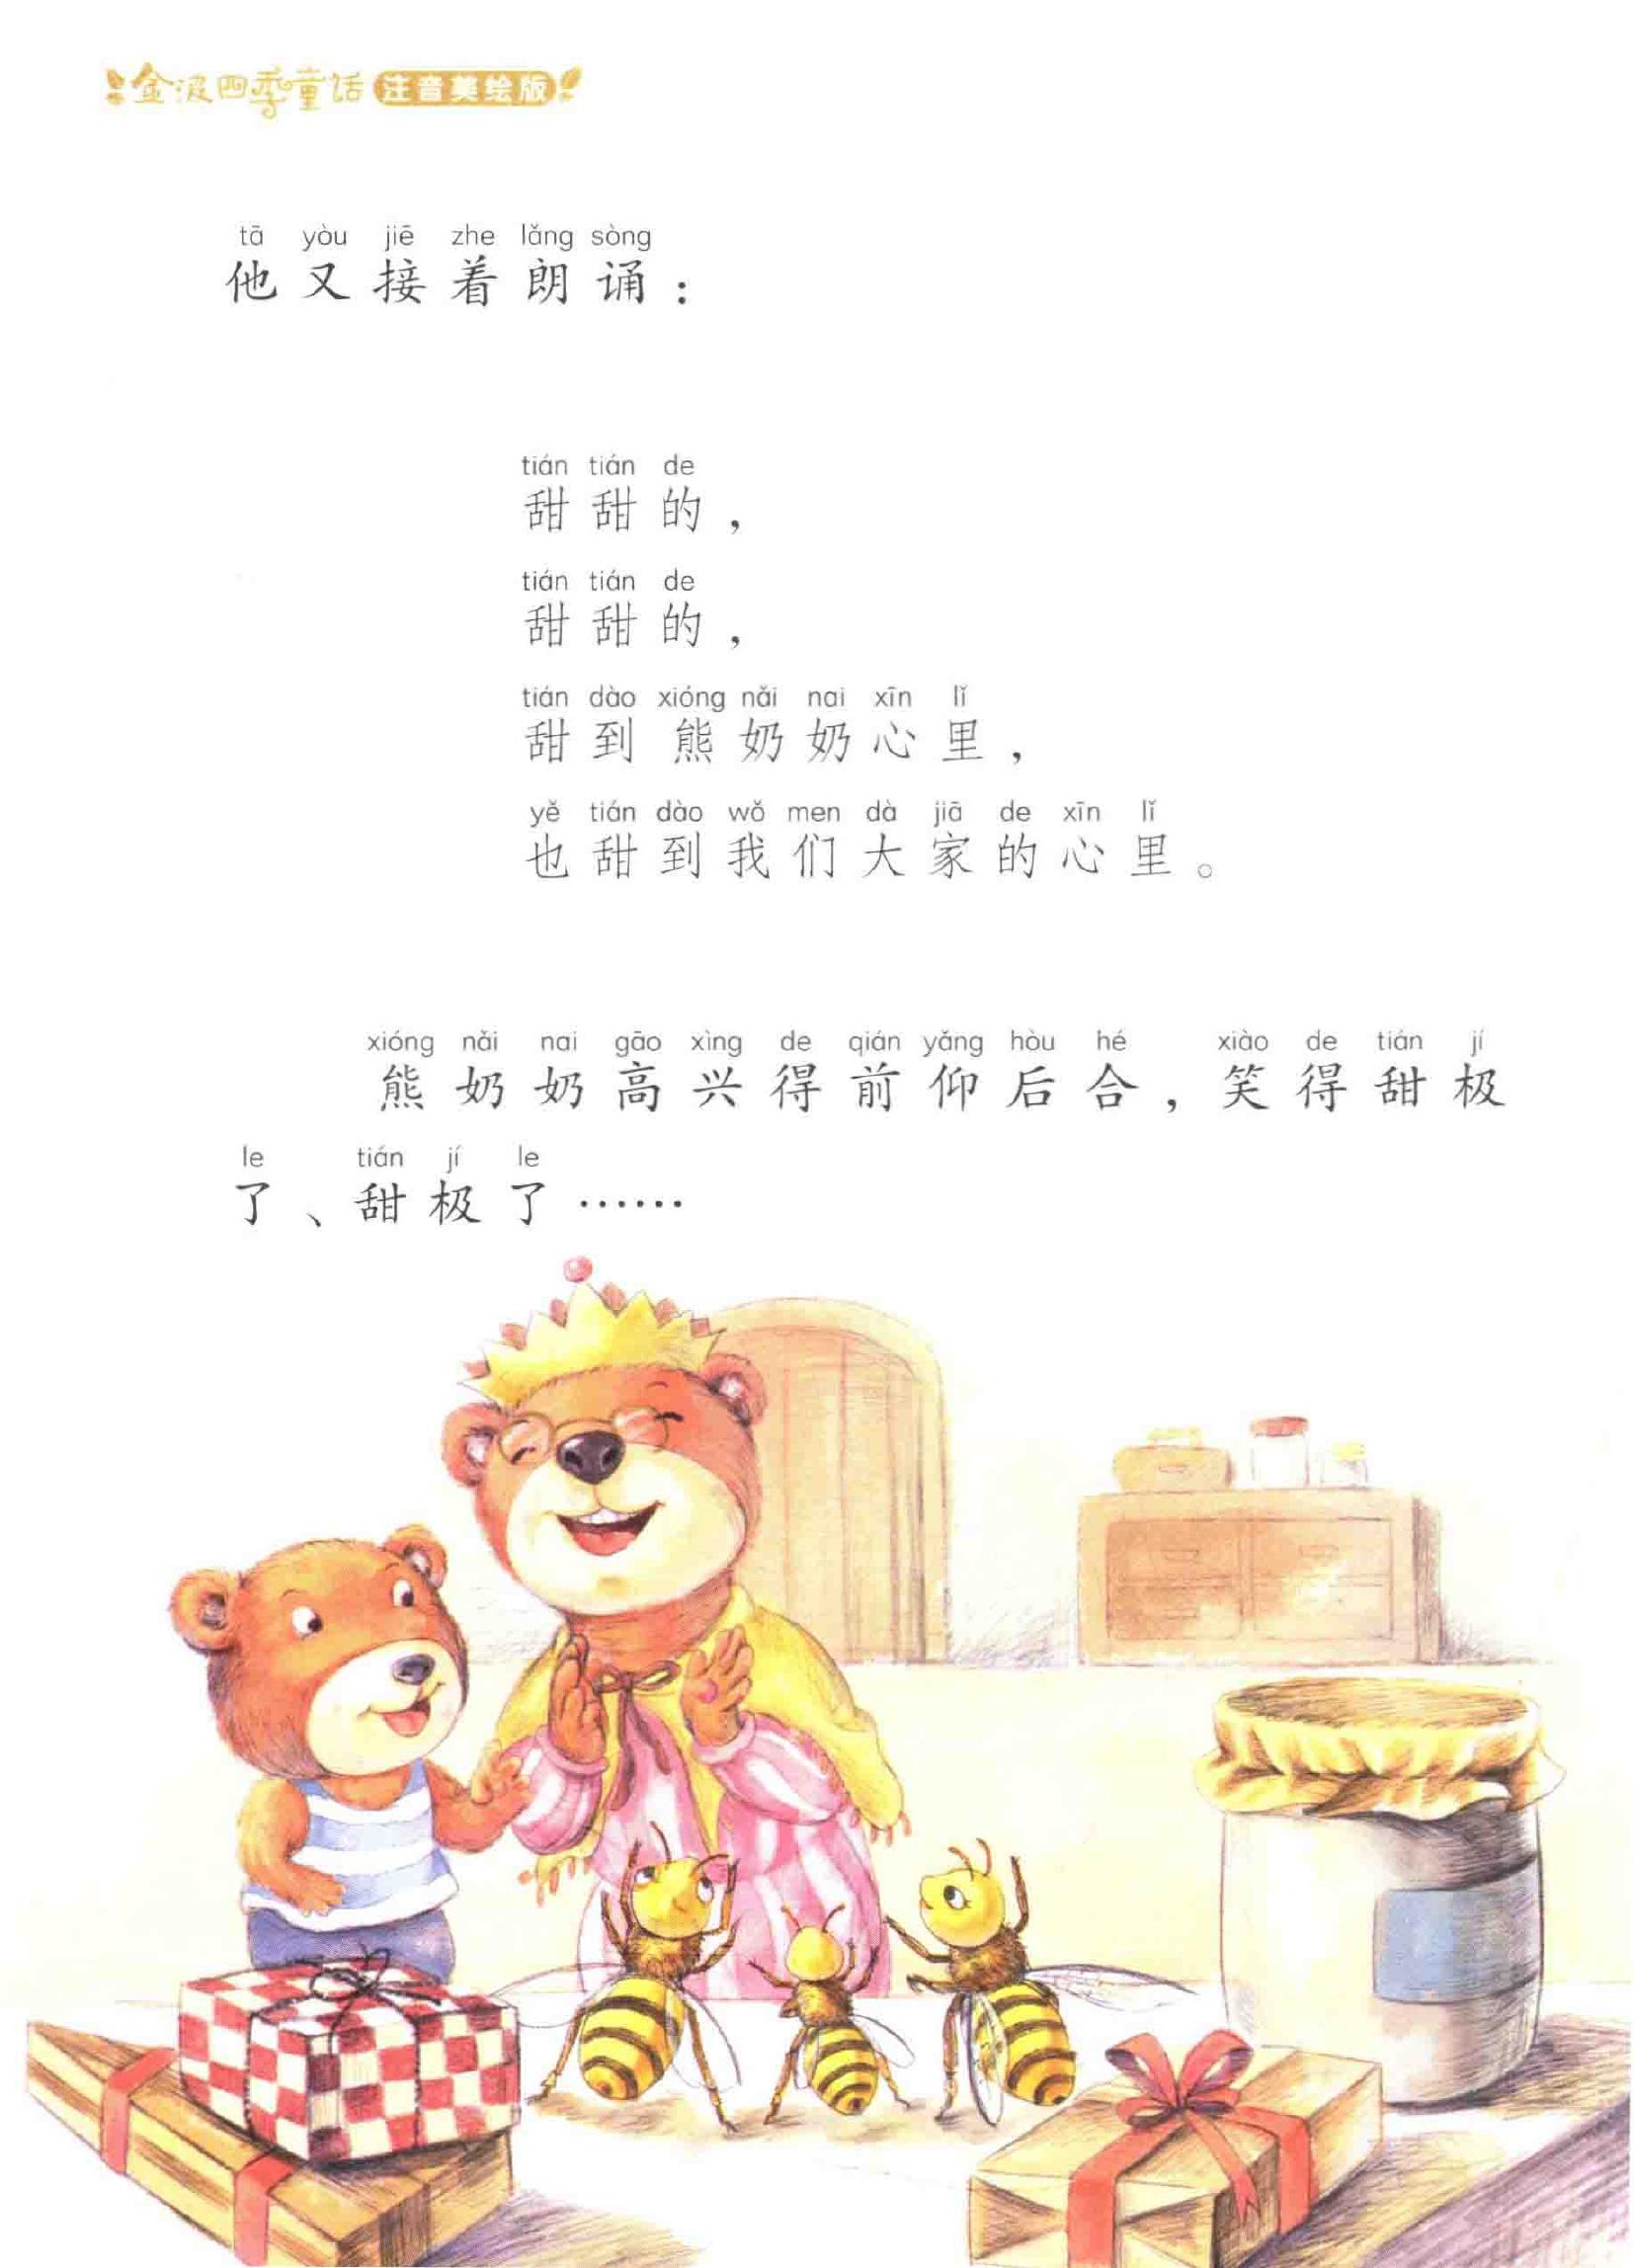 金波四季童话 注音美绘版
tā yòu jiē zhe lǎng sòng
他又接着朗诵：
tián tián de
甜甜的，
tián tián de
甜甜的，
tián dào xióng nǎi nai xīn lǐ
甜到熊奶奶心里，
yě tián dào wǒ men dà jiā de xīn lǐ
也甜到我们大家的心里。
xióng nǎi nai gāo xìng de qián yǎng hòu hé xiào de tián jí
熊奶奶高兴得前仰后合，笑得甜极
le tián jí le
了、甜极了……